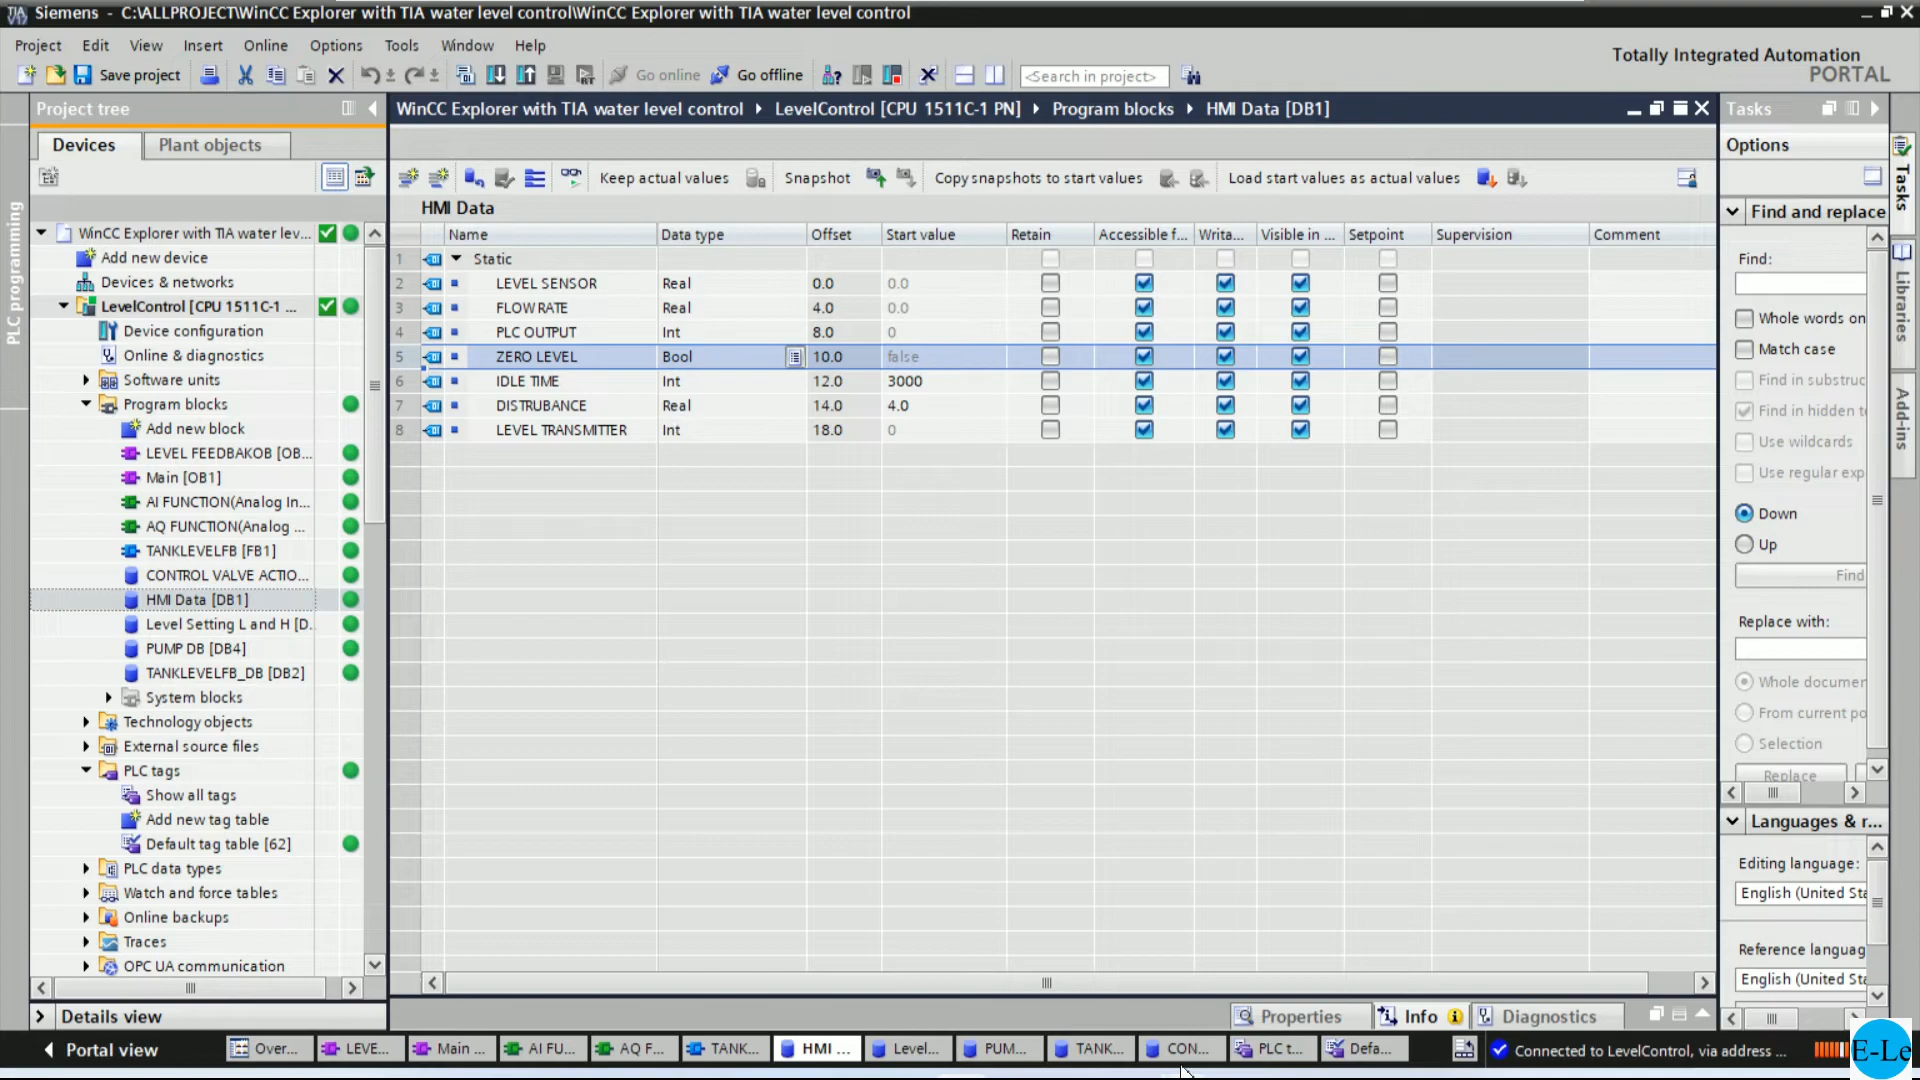 Siemens - C:\ALLPROJECT\WinCC Explorer with TIA water level control\WinCC Explorer with TIA water level control
Project Edit View Insert Online Options Tools Window Help
Totally Integrated Automation
PORTAL
Save project Go online Go offline <Search in project>
Project tree
WinCC Explorer with TIA water level control LevelControl [CPU 1511C-1 PN] Program blocks HMI Data [DB1]
Tasks
Devices Plant objects
Options
Keep actual values Snapshot Copy snapshots to start values Load start values as actual values
HMI Data
Find and replace
Name Data type Offset Start value Retain Accessible f... Writa... Visible in ... Setpoint Supervision Comment
1 Static
2 LEVEL SENSOR Real 0.0 0.0
3 FLOW RATE Real 4.0 0.0
4 PLC OUTPUT Int 8.0 0
5 ZERO LEVEL Bool 10.0 false
6 IDLE TIME Int 12.0 3000
7 DISTRUBANCE Real 14.0 4.0
8 LEVEL TRANSMITTER Int 18.0 0
PLC programming
WinCC Explorer with TIA water lev...
Add new device
Devices & networks
LevelControl [CPU 1511C-1 ...
Device configuration
Online & diagnostics
Software units
Program blocks
Add new block
LEVEL FEEDBAKOB [OB...
Main [OB1]
AI FUNCTION(Analog In...
AQ FUNCTION(Analog ...
TANKLEVELFB [FB1]
CONTROL VALVE ACTIO...
HMI Data [DB1]
Level Setting L and H [D...
PUMP DB [DB4]
TANKLEVELFB_DB [DB2]
System blocks
Technology objects
External source files
PLC tags
Show all tags
Add new tag table
Default tag table [62]
PLC data types
Watch and force tables
Online backups
Traces
OPC UA communication
Details view
Find:
Whole words on
Match case
Find in substruc
Find in hidden t
Use wildcards
Use regular exp
Down
Up
Find
Replace with:
Whole documen
From current po
Selection
Replace
Languages & r...
Editing language:
English (United Sta
Reference languag
English (United Sta
Tasks
Libraries
Add-ins
Properties Info Diagnostics
Portal view Over... LEVE... Main ... AI FU... AQ F... TANK... HMI ... Level... PUM... TANK... CON... PLC t... Defa... Connected to LevelControl, via address ...
E-Le